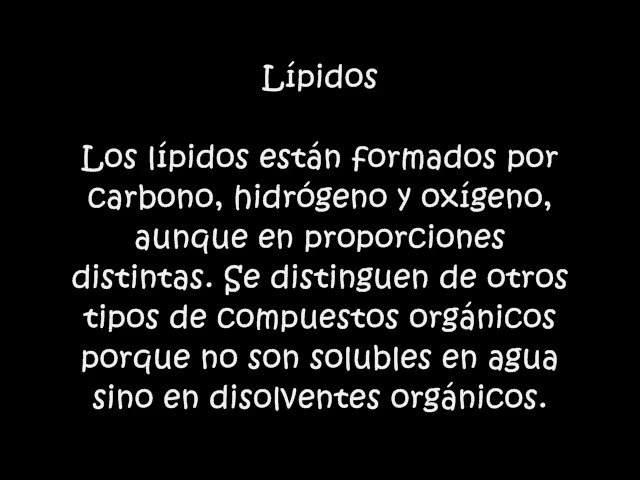 Lípidos
Los lípidos están formados por
carbono, hidrógeno y oxígeno,
aunque en proporciones
distintas. Se distinguen de otros
tipos de compuestos orgánicos
porque no son solubles en agua
sino en disolventes orgánicos.